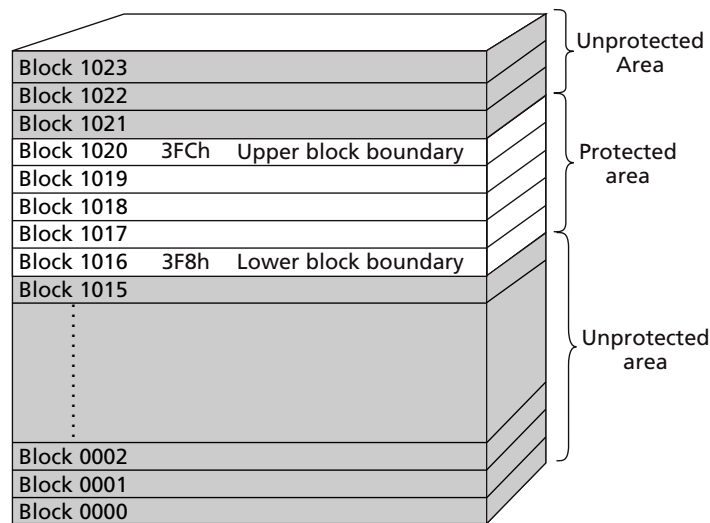 Block 1023
Block 1022
Block 1021
Block 1020 3FCh Upper block boundary
Block 1019
Block 1018
Block 1017
Block 1016 3F8h Lower block boundary
Block 1015
Block 0002
Block 0001
Block 0000
Unprotected
Area
Protected
area
Unprotected
area